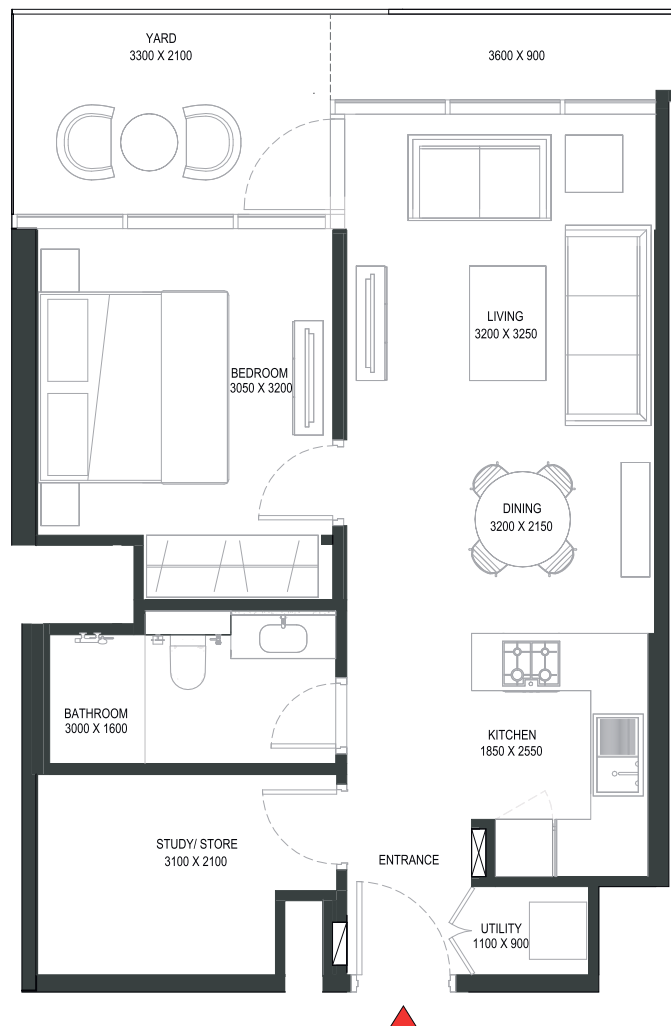 YARD
3300 X 2100
3600 X 900
LIVING
3200 X 3250
BEDROOM
3050 X 3200
DINING
3200 X 2150
BATHROOM
3000 X 1600
KITCHEN
1850 X 2550
STUDY/ STORE
3100 X 2100
ENTRANCE
UTILITY
1100 X 900